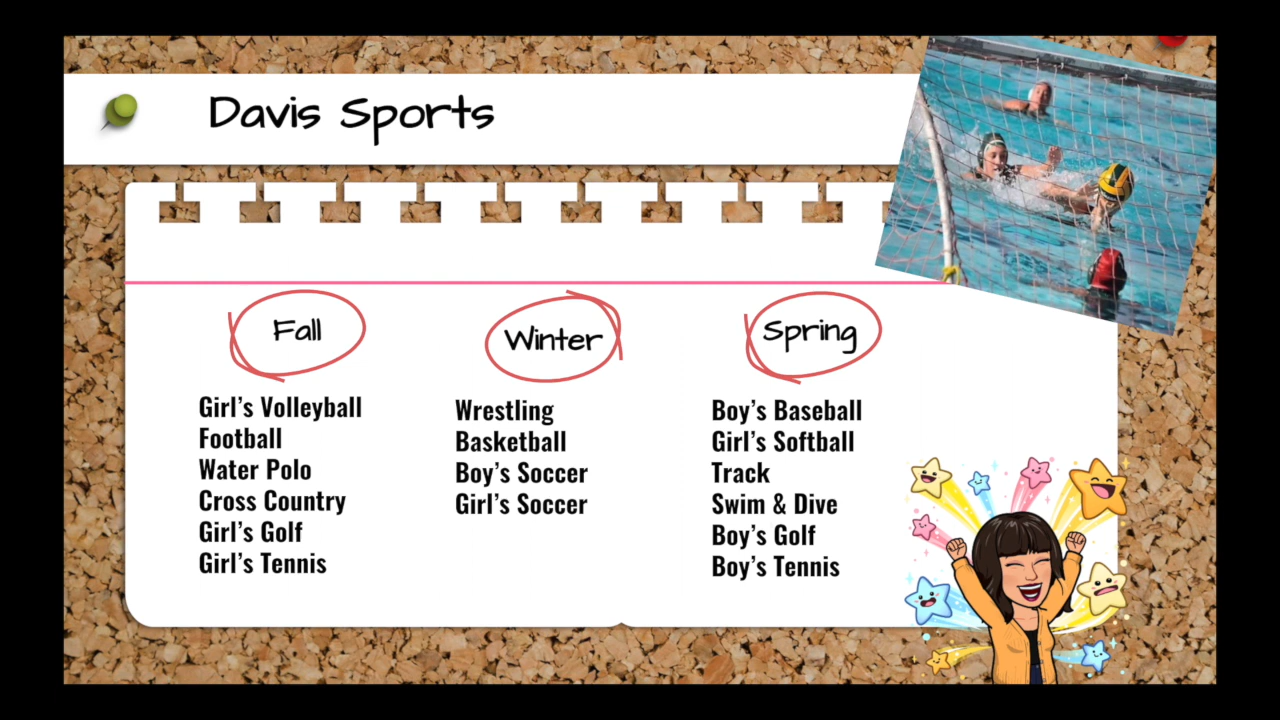 Davis Sports
Fall
Girl’s Volleyball
Football
Water Polo
Cross Country
Girl’s Golf
Girl’s Tennis
Winter
Wrestling
Basketball
Boy’s Soccer
Girl’s Soccer
Spring
Boy’s Baseball
Girl’s Softball
Track
Swim & Dive
Boy’s Golf
Boy’s Tennis